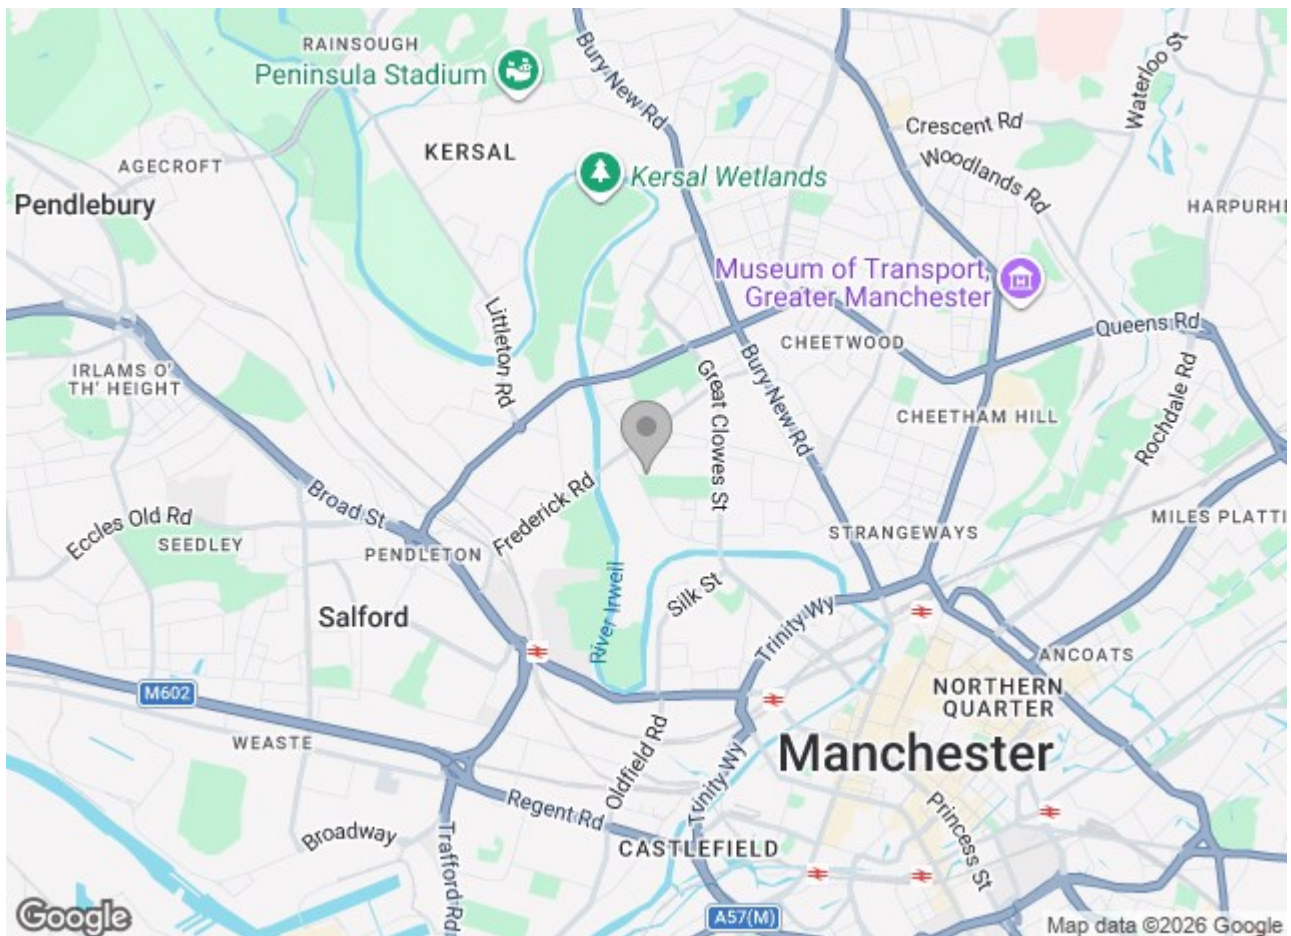 RAINSOUGH
Peninsula Stadium
Bury New Rd
Waterloo St
Crescent Rd
KERSAL
AGECROFT
Woodlands Rd
Kersal Wetlands
Pendlebury
HARPURHE
Museum of Transport,
Greater Manchester
Littleton Rd
Queens Rd
CHEETWOOD
IRLAMS O'
TH' HEIGHT
Great Clowes St
Bury New Rd
Rochdale Rd
CHEETHAM HILL
Broad St
Frederick Rd
Eccles Old Rd
SEEDLEY
PENDLETON
STRANGEWAYS
MILES PLATTI
River Irwell
Silk St
Salford
Trinity Wy
ANCOATS
M602
NORTHERN
QUARTER
WEASTE
Oldfield Rd
Trinity Wy
Manchester
Regent Rd
Princess St
Broadway
Trafford Rd
CASTLEFIELD
A57(M)
Google
Map data ©2026 Google